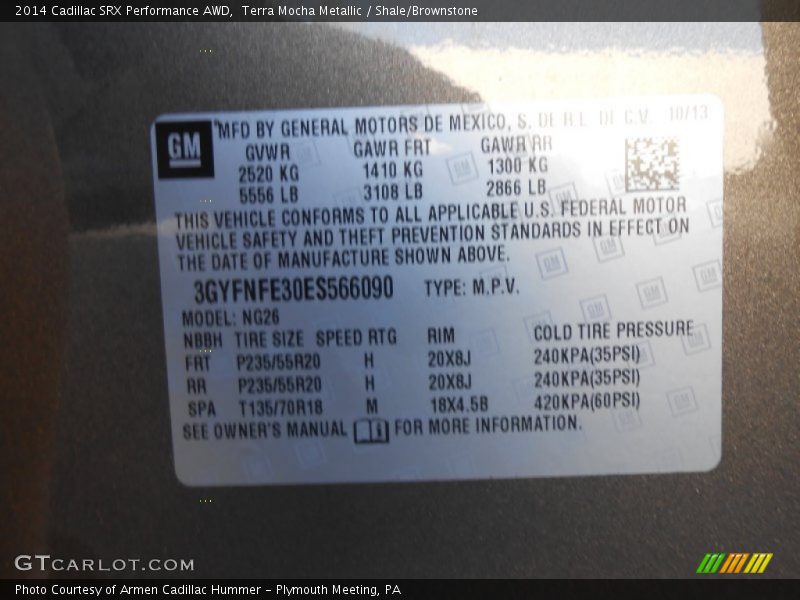 2014 Cadillac SRX Performance AWD, Terra Mocha Metallic / Shale/Brownstone
GM
MFD BY GENERAL MOTORS DE MEXICO, S. DE R.L. DE C.V. 10/13
GVWR GAWR FRT GAWR RR
2520 KG 1410 KG 1300 KG
5556 LB 3108 LB 2866 LB
THIS VEHICLE CONFORMS TO ALL APPLICABLE U.S. FEDERAL MOTOR
VEHICLE SAFETY AND THEFT PREVENTION STANDARDS IN EFFECT ON
THE DATE OF MANUFACTURE SHOWN ABOVE.
3GYFNFE30ES566090 TYPE: M.P.V.
MODEL: NG26
NBBH TIRE SIZE SPEED RTG RIM COLD TIRE PRESSURE
FRT P235/55R20 H 20X8J 240KPA(35PSI)
RR P235/55R20 H 20X8J 240KPA(35PSI)
SPA T135/70R18 M 18X4.5B 420KPA(60PSI)
SEE OWNER'S MANUAL FOR MORE INFORMATION.
GTCARLOT.COM
Photo Courtesy of Armen Cadillac Hummer - Plymouth Meeting, PA